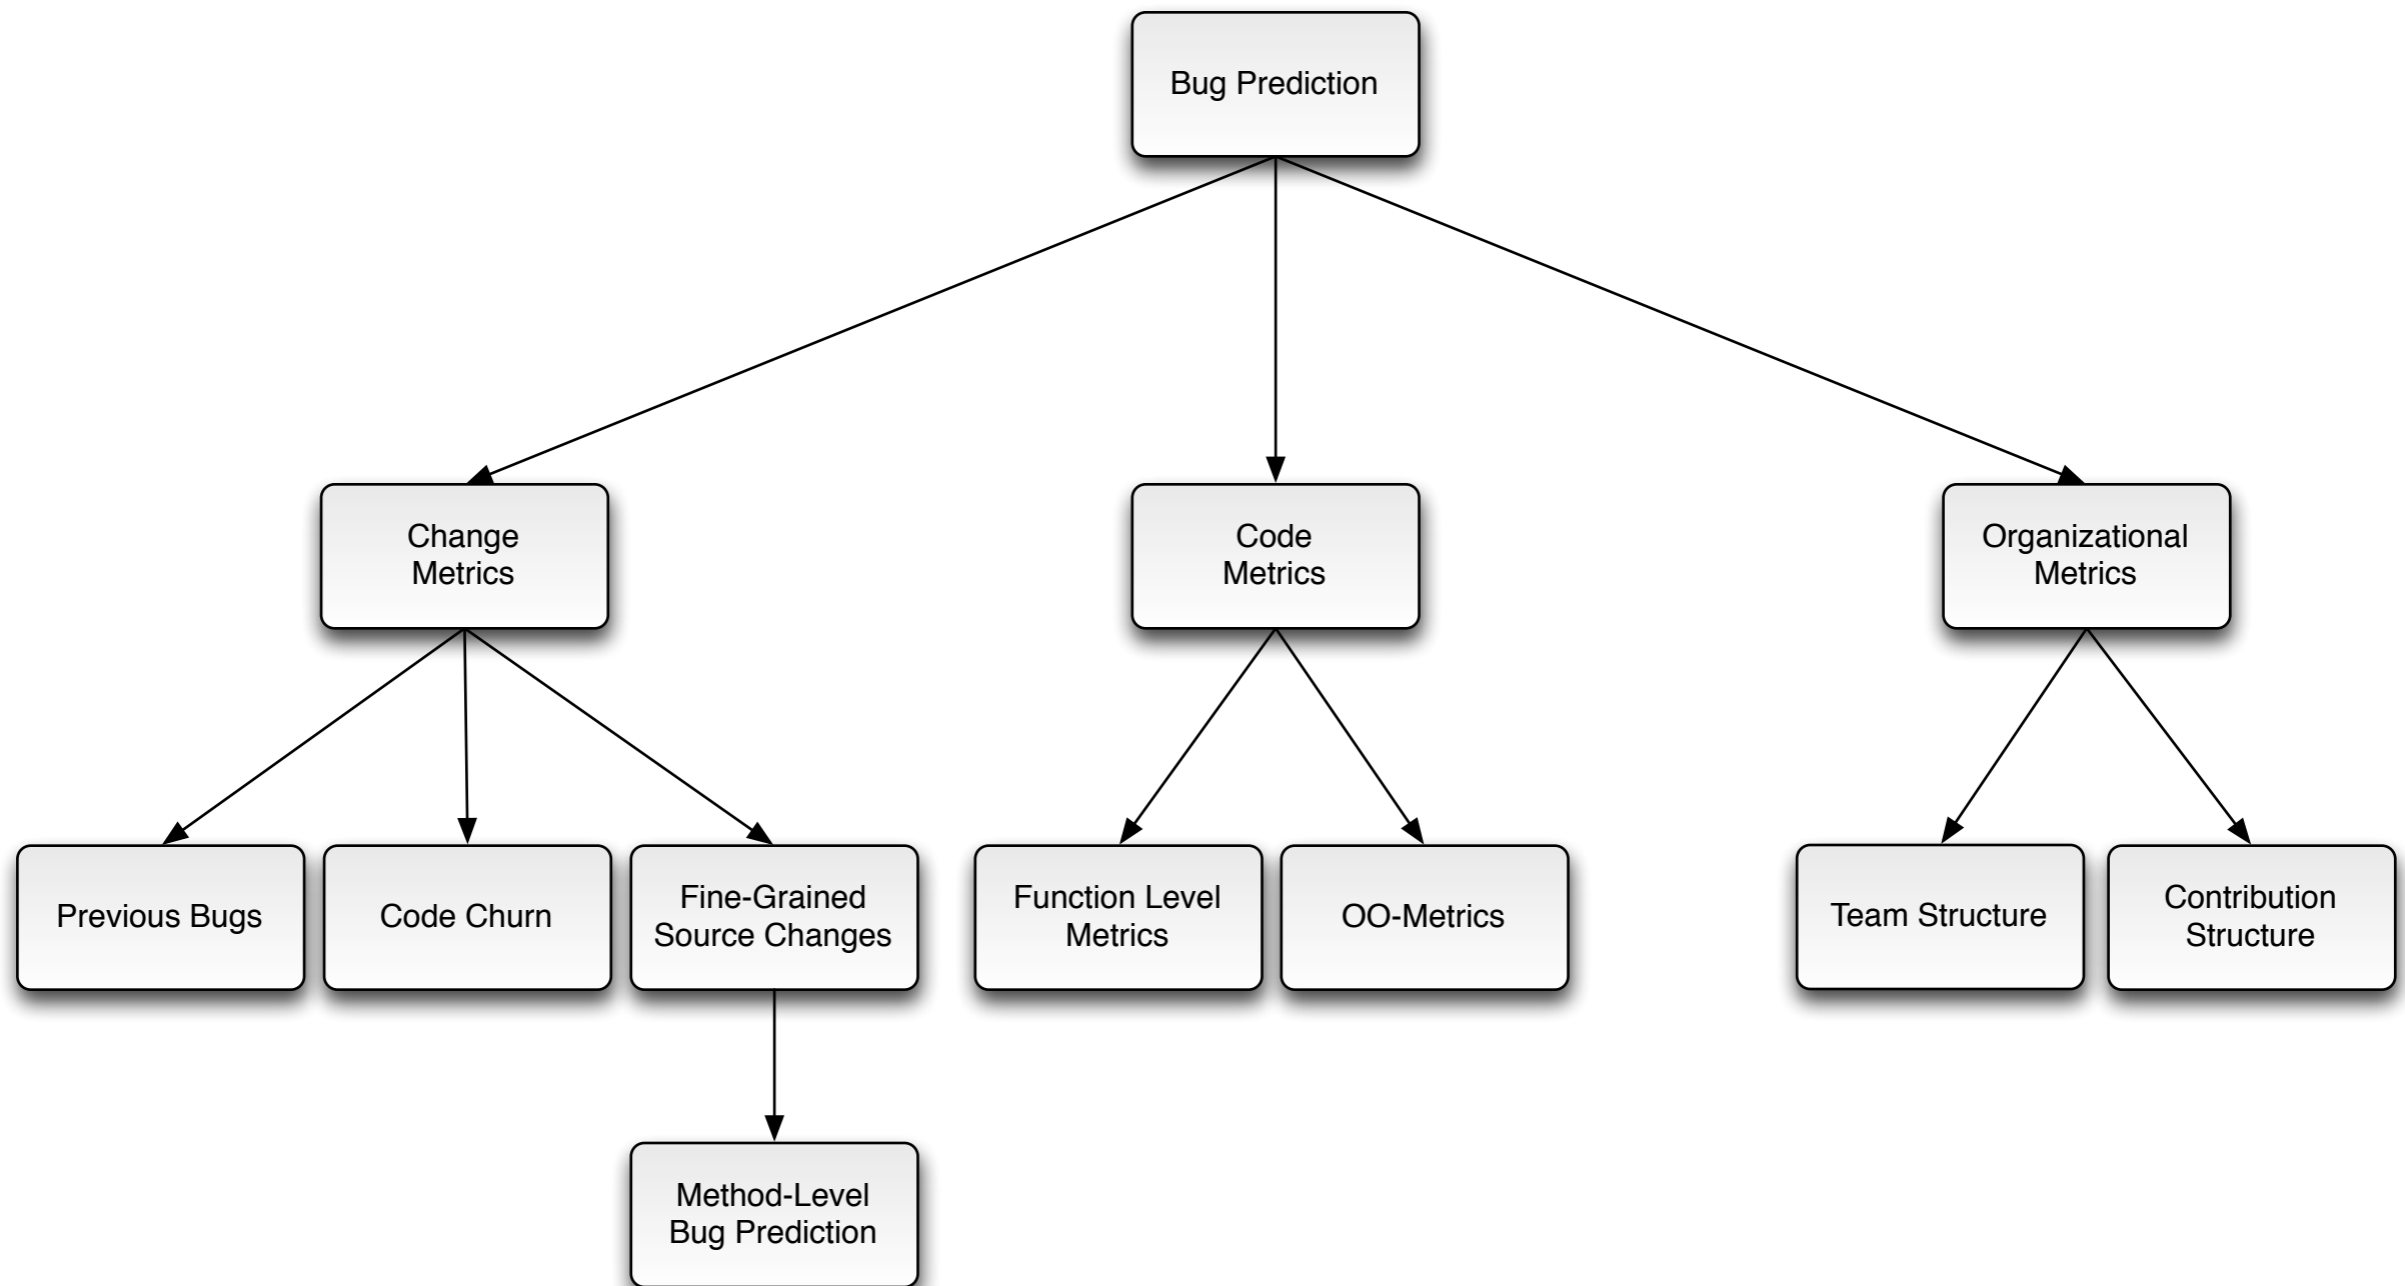 Bug Prediction
Change
Metrics
Code
Metrics
Organizational
Metrics
Previous Bugs
Code Churn
Fine-Grained
Source Changes
Function Level
Metrics
OO-Metrics
Team Structure
Contribution
Structure
Method-Level
Bug Prediction